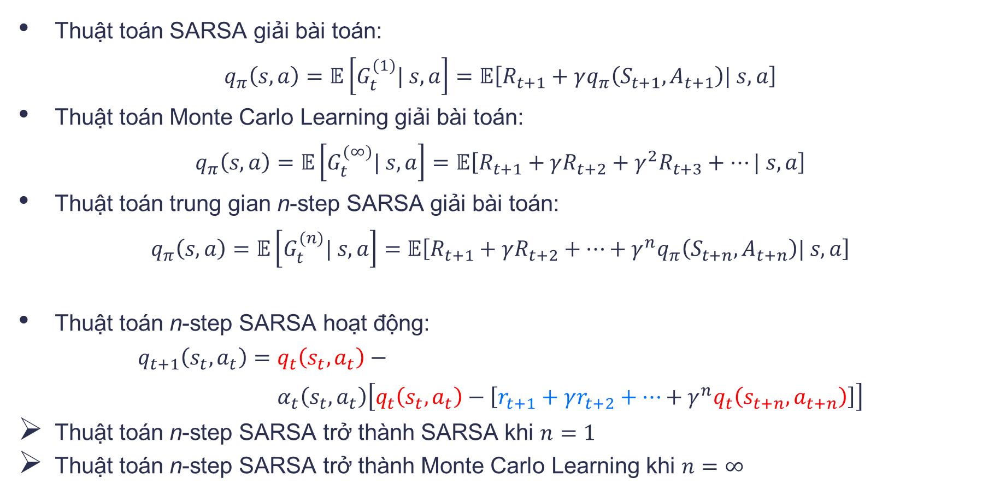 • Thuật toán SARSA giải bài toán:
$q_\pi(s, a) = \mathbb{E}\left[G_t^{(1)} | s, a\right] = \mathbb{E}[R_{t+1} + \gamma q_\pi(S_{t+1}, A_{t+1}) | s, a]$
• Thuật toán Monte Carlo Learning giải bài toán:
$q_\pi(s, a) = \mathbb{E}\left[G_t^{(\infty)} | s, a\right] = \mathbb{E}[R_{t+1} + \gamma R_{t+2} + \gamma^2 R_{t+3} + \cdots | s, a]$
• Thuật toán trung gian n-step SARSA giải bài toán:
$q_\pi(s, a) = \mathbb{E}\left[G_t^{(n)} | s, a\right] = \mathbb{E}[R_{t+1} + \gamma R_{t+2} + \cdots + \gamma^n q_\pi(S_{t+n}, A_{t+n}) | s, a]$
• Thuật toán n-step SARSA hoạt động:
$q_{t+1}(s_t, a_t) = q_t(s_t, a_t) -$
$\alpha_t(s_t, a_t)\left[q_t(s_t, a_t) - [r_{t+1} + \gamma r_{t+2} + \cdots + \gamma^n q_t(s_{t+n}, a_{t+n})]\right]$
➢ Thuật toán n-step SARSA trở thành SARSA khi $n = 1$
➢ Thuật toán n-step SARSA trở thành Monte Carlo Learning khi $n = \infty$